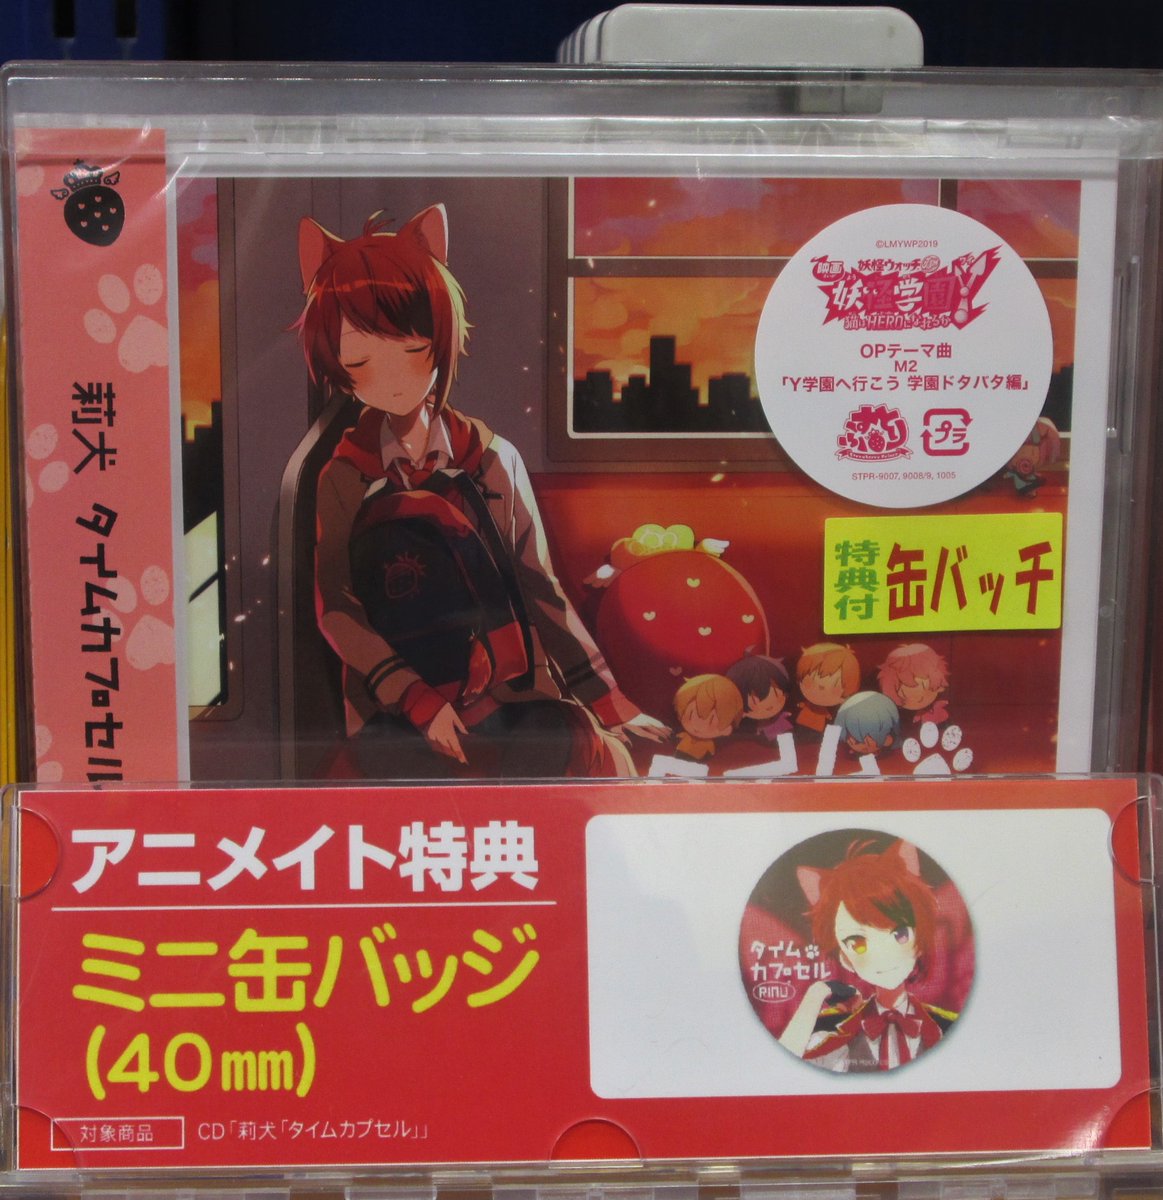 莉犬 タイムカプセル
©LMYWP2019
映画
妖怪ウォッチ
妖怪学園
猫はHEROになれるか
OPテーマ曲
M2
「Y学園へ行こう 学園ドタバタ編」
すとぷり
Strawberry Prince
プラ
STPR-9007, 9008/9, 1005
特典付
缶バッチ
アニメイト特典
ミニ缶バッジ
(40㎜)
タイム
カプセル
RINU
対象商品
CD「莉犬「タイムカプセル」」